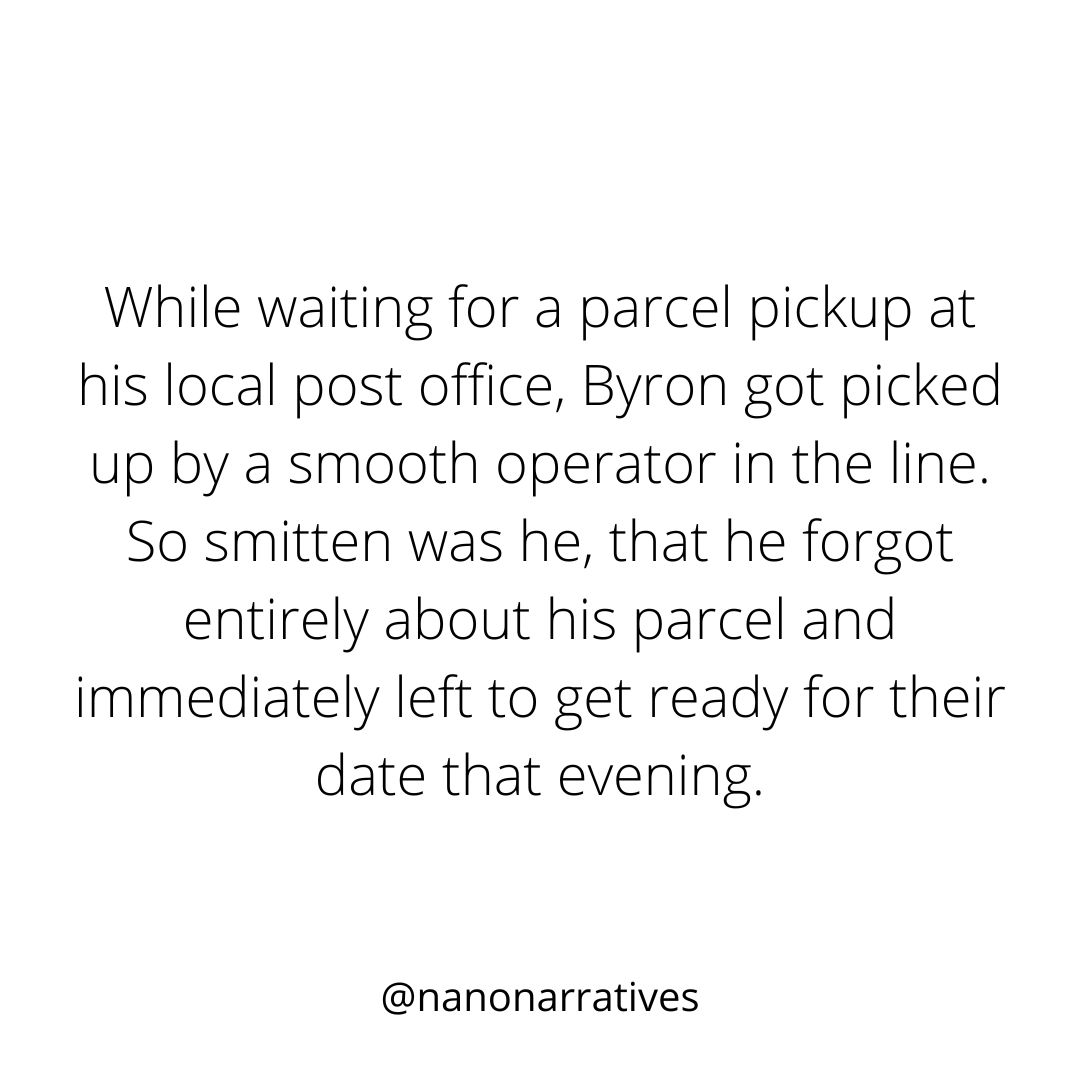 While waiting for a parcel pickup at
his local post office, Byron got picked
up by a smooth operator in the line.
So smitten was he, that he forgot
entirely about his parcel and
immediately left to get ready for their
date that evening.
@nanonarratives